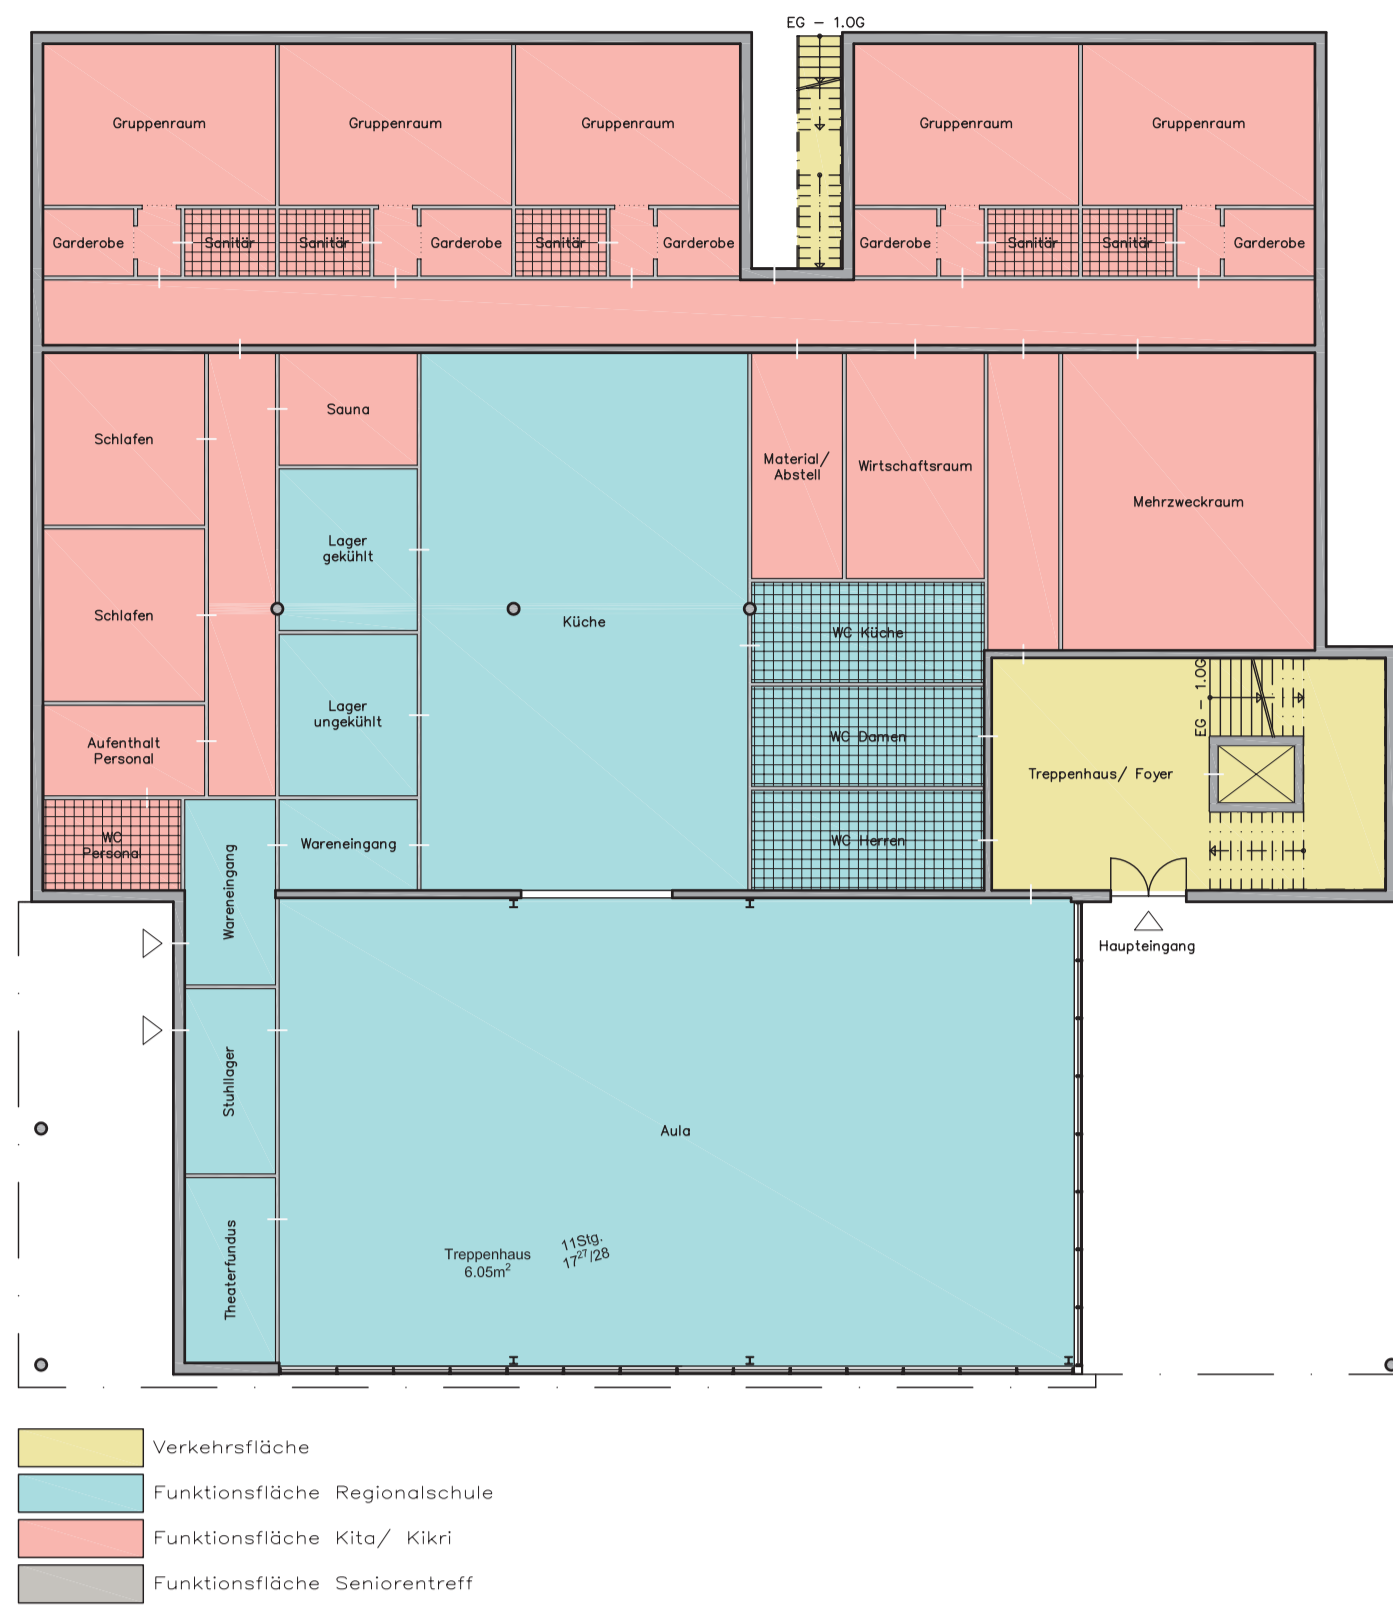 EG - 1.OG
Gruppenraum
Gruppenraum
Gruppenraum
Gruppenraum
Gruppenraum
Garderobe
Sanitär
Sanitär
Garderobe
Sanitär
Garderobe
Garderobe
Sanitär
Sanitär
Garderobe
Schlafen
Sauna
Material/
Abstell
Wirtschaftsraum
Mehrzweckraum
Lager
gekühlt
Schlafen
Küche
WC Küche
Lager
ungekühlt
Aufenthalt
Personal
WC Damen
EG - 1.OG
Treppenhaus/ Foyer
WC
Personal
Wareneingang
Wareneingang
WC Herren
Haupteingang
Stuhllager
Aula
Theaterfundus
Treppenhaus
6.05m²
11Stg.
17²⁷/28
Verkehrsfläche
Funktionsfläche Regionalschule
Funktionsfläche Kita/ Kikri
Funktionsfläche Seniorentreff